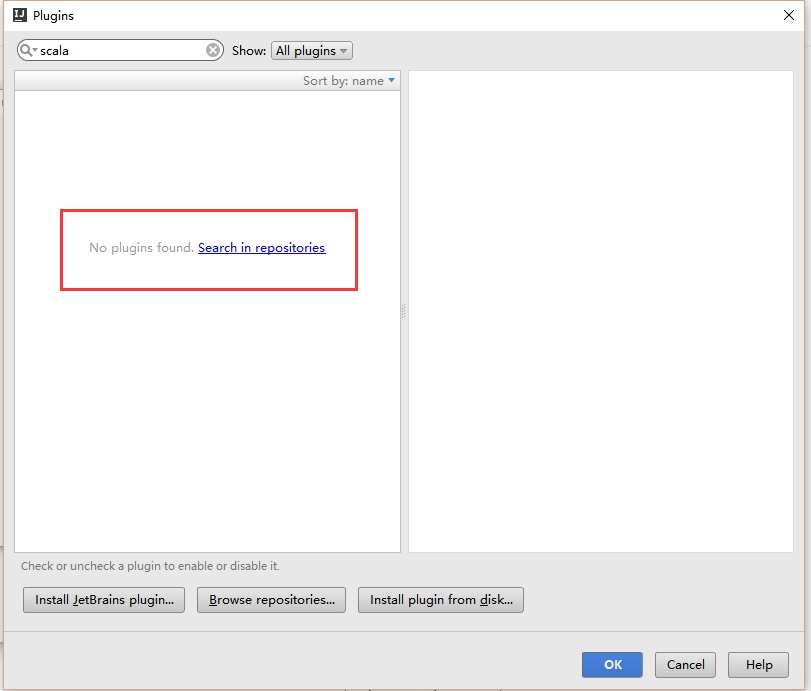 IJ Plugins
scala Show: All plugins
Sort by: name
No plugins found. Search in repositories
Check or uncheck a plugin to enable or disable it.
Install JetBrains plugin... Browse repositories... Install plugin from disk...
OK Cancel Help